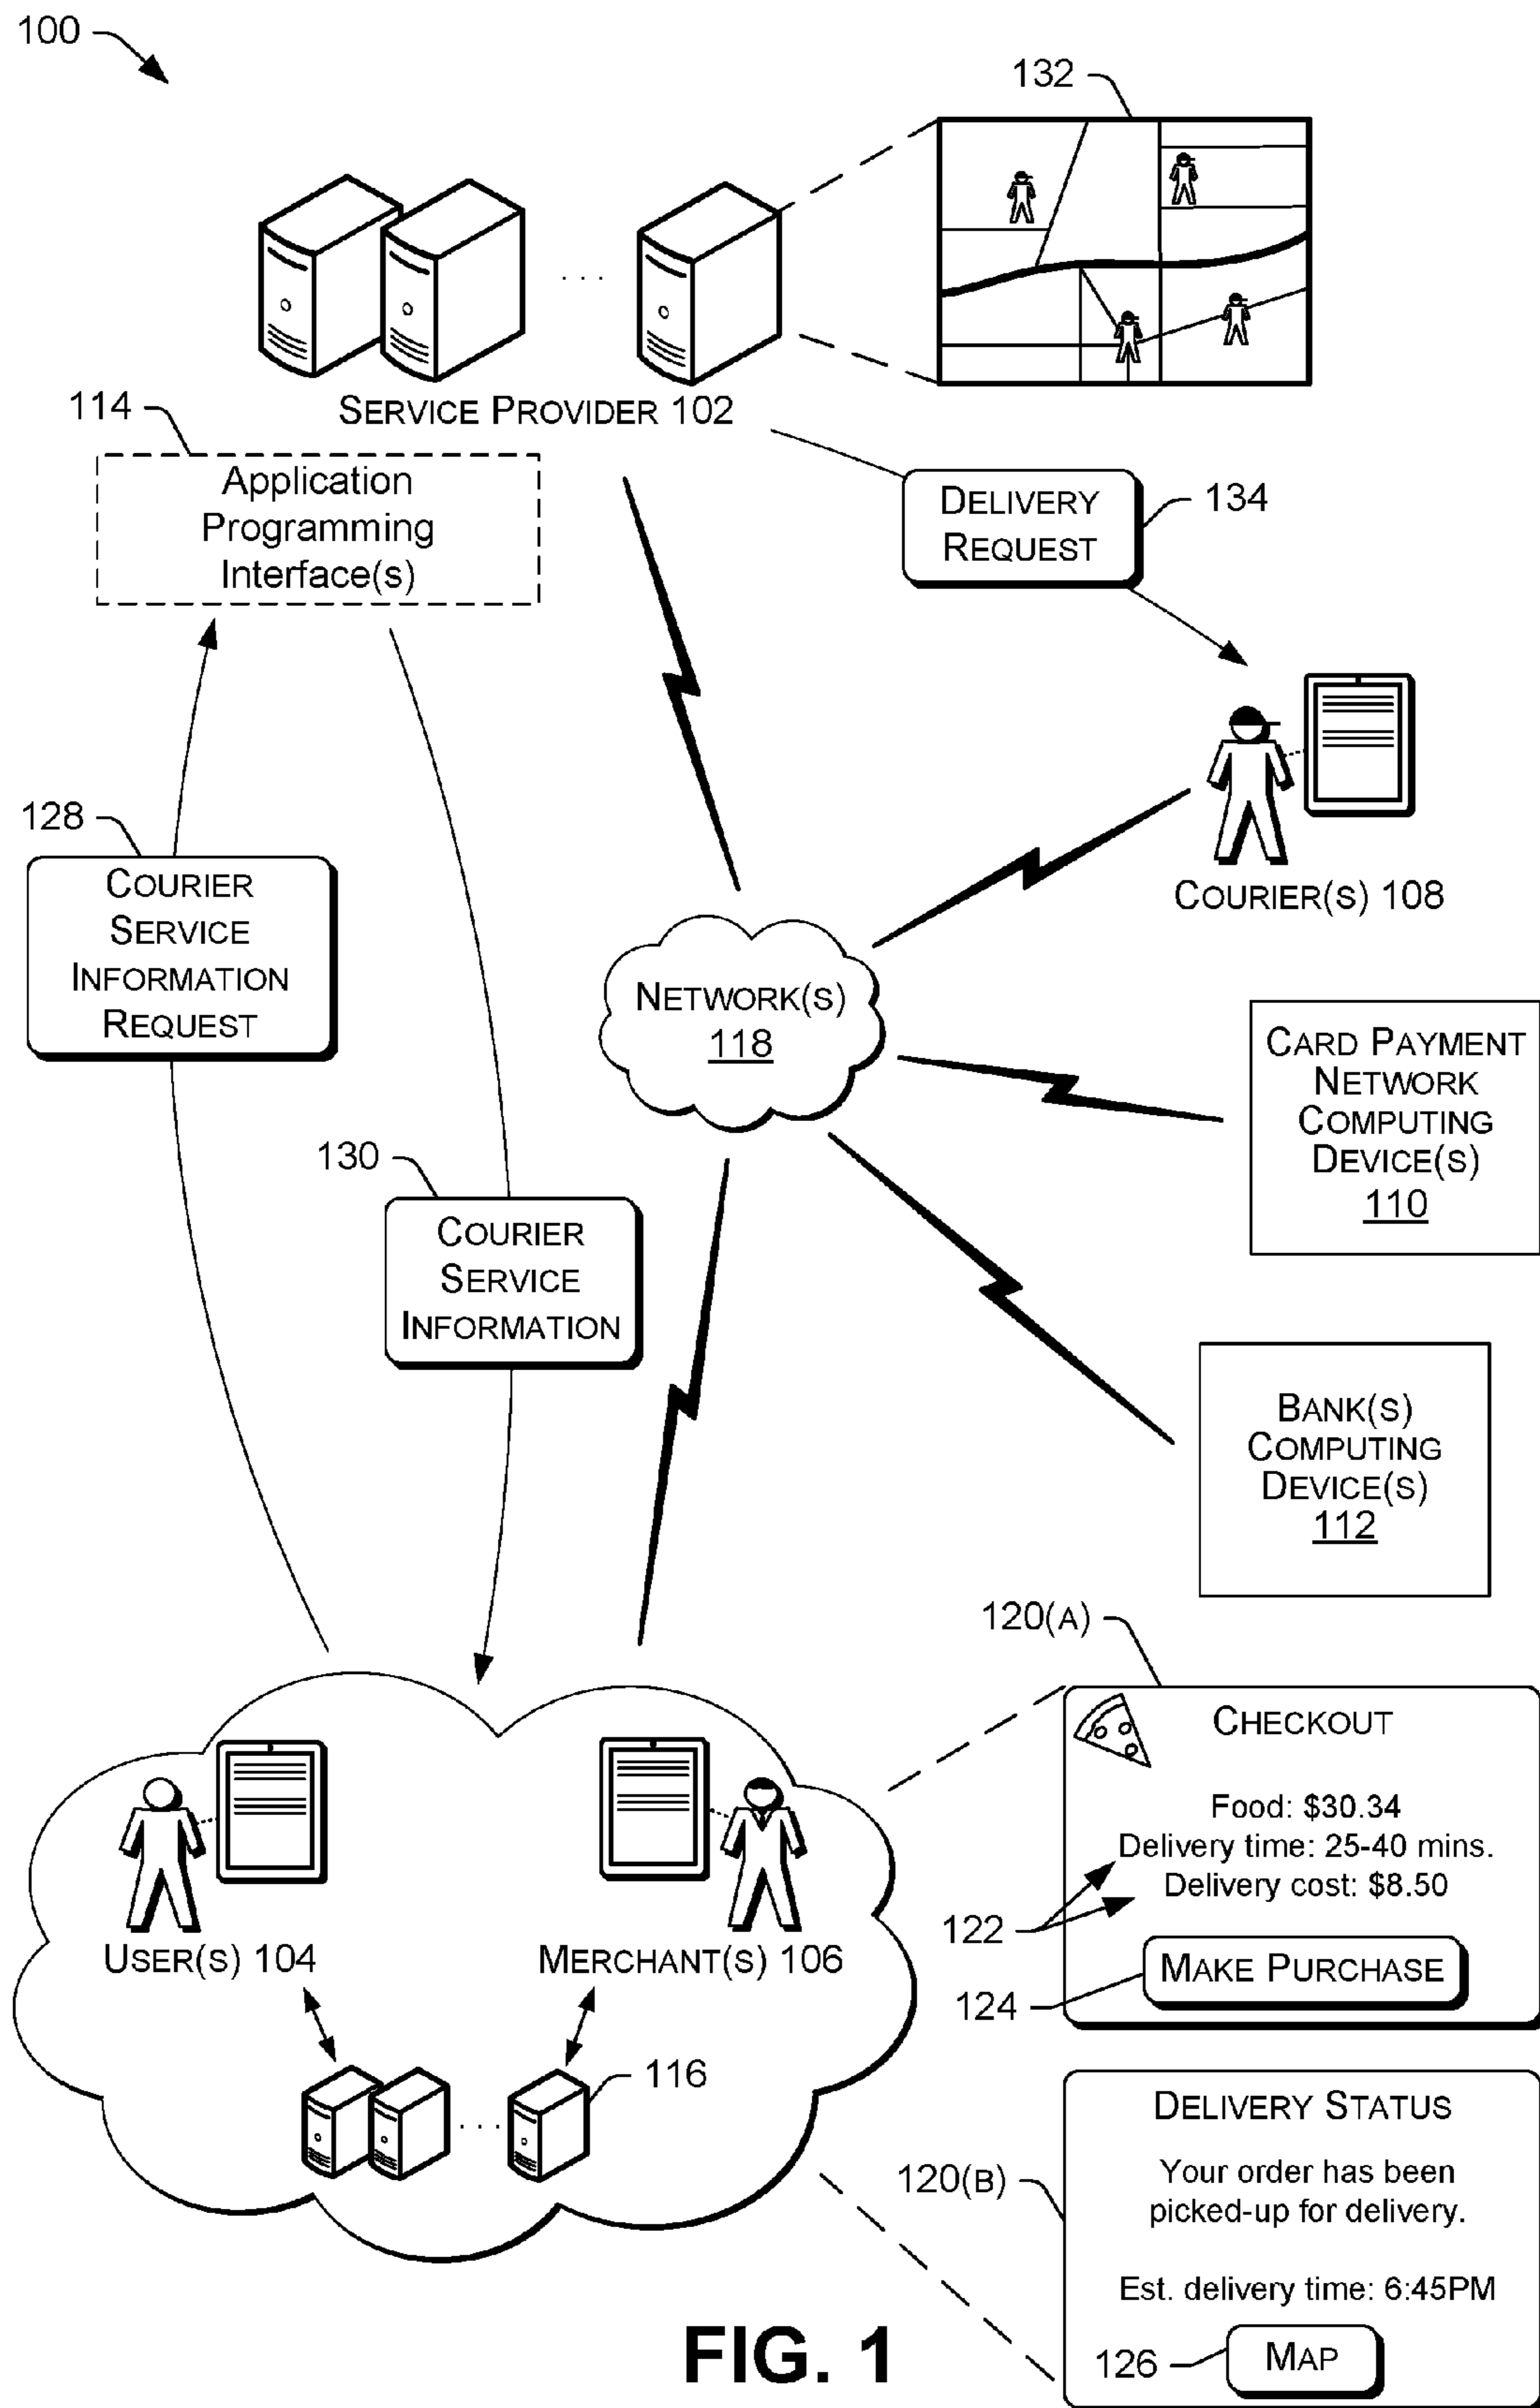 100
132
SERVICE PROVIDER 102
114
Application
Programming
Interface(s)
DELIVERY
REQUEST
134
128
COURIER
SERVICE
INFORMATION
REQUEST
COURIER(S) 108
NETWORK(S)
118
CARD PAYMENT
NETWORK
COMPUTING
DEVICE(S)
110
130
COURIER
SERVICE
INFORMATION
BANK(S)
COMPUTING
DEVICE(S)
112
120(A)
CHECKOUT
Food: $30.34
Delivery time: 25-40 mins.
Delivery cost: $8.50
122
MAKE PURCHASE
124
USER(S) 104
MERCHANT(S) 106
116
120(B)
DELIVERY STATUS
Your order has been
picked-up for delivery.
Est. delivery time: 6:45PM
126
MAP
FIG. 1